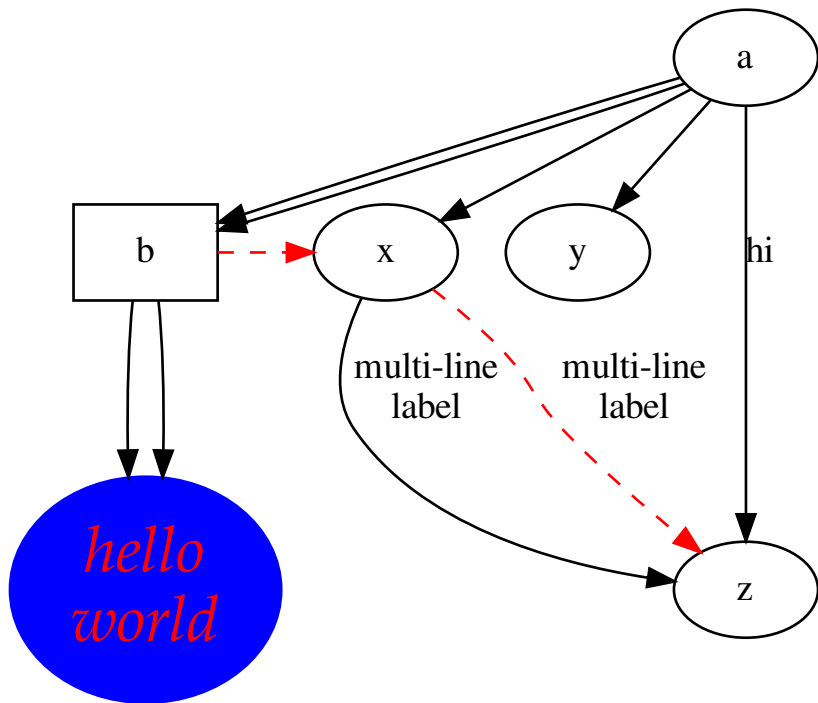 a
b
x
y
hi
multi-line
label
multi-line
label
hello
world
z